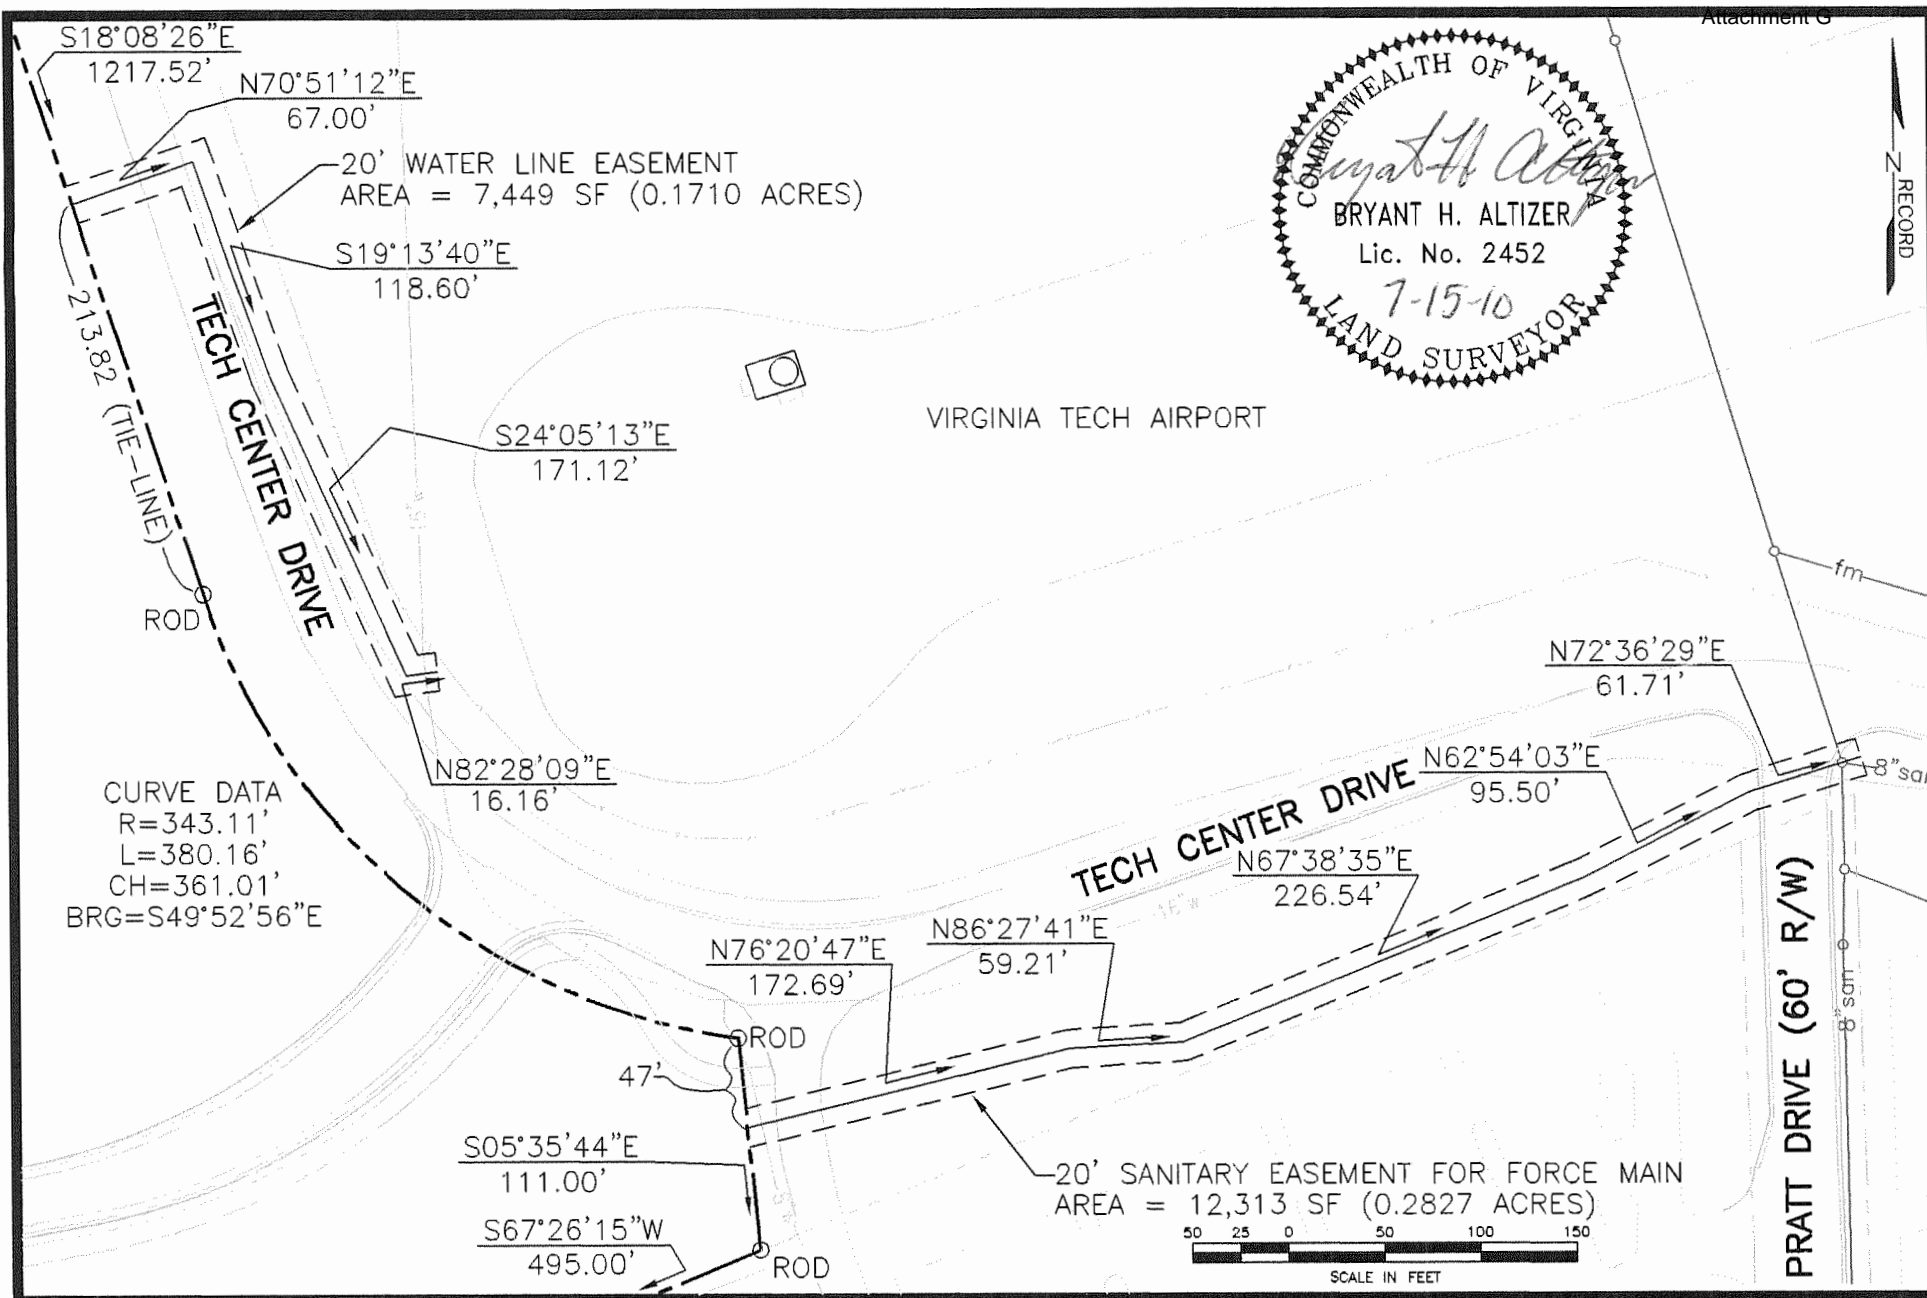 Attachment G
S18°08'26"E
1217.52'
N70°51'12"E
67.00'
20' WATER LINE EASEMENT
AREA = 7,449 SF (0.1710 ACRES)
S19°13'40"E
118.60'
213.82 (TIE-LINE)
TECH CENTER DRIVE
S24°05'13"E
171.12'
ROD
VIRGINIA TECH AIRPORT
COMMONWEALTH OF VIRGINIA
BRYANT H. ALTIZER
Lic. No. 2452
7-15-10
LAND SURVEYOR
N
RECORD
fm
N72°36'29"E
61.71'
N82°28'09"E
16.16'
CURVE DATA
R=343.11'
L=380.16'
CH=361.01'
BRG=S49°52'56"E
TECH CENTER DRIVE
N62°54'03"E
95.50'
8"san
N67°38'35"E
226.54'
16"w
N86°27'41"E
59.21'
N76°20'47"E
172.69'
ROD
47'
8"san
PRATT DRIVE (60' R/W)
S05°35'44"E
111.00'
S67°26'15"W
495.00'
ROD
20' SANITARY EASEMENT FOR FORCE MAIN
AREA = 12,313 SF (0.2827 ACRES)
50 25 0 50 100 150
SCALE IN FEET